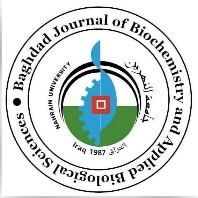 Baghdad Journal of Biochemistry and Applied Biological Sciences
NAHRAIN UNIVERSITY
جامعة النهرين
Iraq 1987 العراق